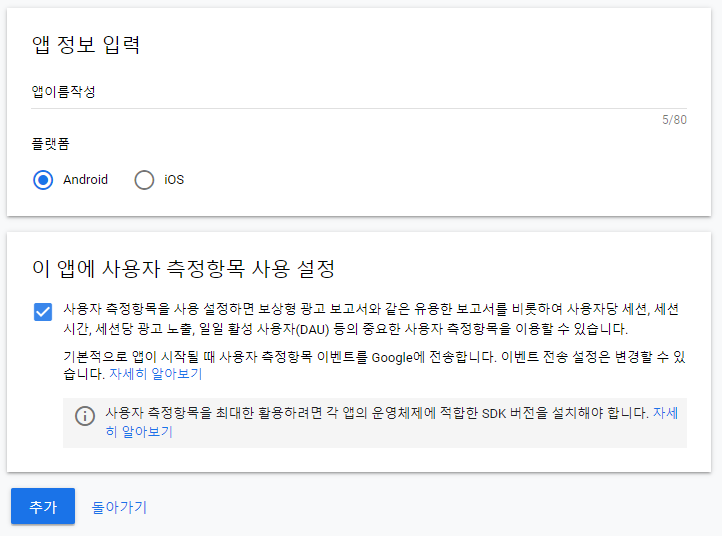 앱 정보 입력
앱이름작성
5/80
플랫폼
Android
iOS
이 앱에 사용자 측정항목 사용 설정
사용자 측정항목을 사용 설정하면 보상형 광고 보고서와 같은 유용한 보고서를 비롯하여 사용자당 세션, 세션
시간, 세션당 광고 노출, 일일 활성 사용자(DAU) 등의 중요한 사용자 측정항목을 이용할 수 있습니다.
기본적으로 앱이 시작될 때 사용자 측정항목 이벤트를 Google에 전송합니다. 이벤트 전송 설정은 변경할 수 있
습니다. 자세히 알아보기
사용자 측정항목을 최대한 활용하려면 각 앱의 운영체제에 적합한 SDK 버전을 설치해야 합니다. 자세
히 알아보기
추가
돌아가기